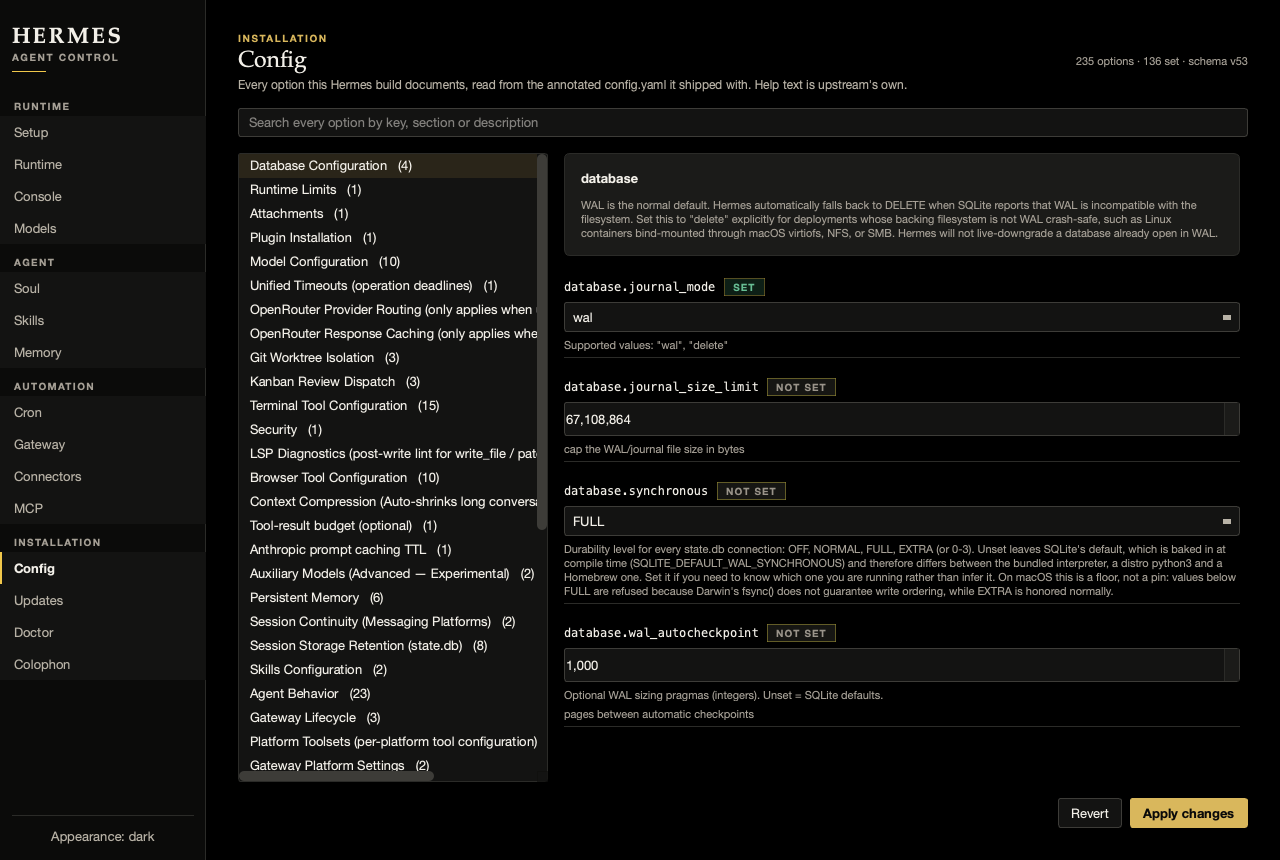 HERMES
AGENT CONTROL
RUNTIME
Setup
Runtime
Console
Models
AGENT
Soul
Skills
Memory
AUTOMATION
Cron
Gateway
Connectors
MCP
INSTALLATION
Config
Updates
Doctor
Colophon
Appearance: dark
INSTALLATION
Config
235 options · 136 set · schema v53
Every option this Hermes build documents, read from the annotated config.yaml it shipped with. Help text is upstream's own.
Search every option by key, section or description
Database Configuration (4)
Runtime Limits (1)
Attachments (1)
Plugin Installation (1)
Model Configuration (10)
Unified Timeouts (operation deadlines) (1)
OpenRouter Provider Routing (only applies when
OpenRouter Response Caching (only applies whe
Git Worktree Isolation (3)
Kanban Review Dispatch (3)
Terminal Tool Configuration (15)
Security (1)
LSP Diagnostics (post-write lint for write_file / pat
Browser Tool Configuration (10)
Context Compression (Auto-shrinks long convers
Tool-result budget (optional) (1)
Anthropic prompt caching TTL (1)
Auxiliary Models (Advanced — Experimental) (2)
Persistent Memory (6)
Session Continuity (Messaging Platforms) (2)
Session Storage Retention (state.db) (8)
Skills Configuration (2)
Agent Behavior (23)
Gateway Lifecycle (3)
Platform Toolsets (per-platform tool configuration)
Gateway Platform Settings (2)
database
WAL is the normal default. Hermes automatically falls back to DELETE when SQLite reports that WAL is incompatible with the
filesystem. Set this to "delete" explicitly for deployments whose backing filesystem is not WAL crash-safe, such as Linux
containers bind-mounted through macOS virtiofs, NFS, or SMB. Hermes will not live-downgrade a database already open in WAL.
database.journal_mode SET
wal
Supported values: "wal", "delete"
database.journal_size_limit NOT SET
67,108,864
cap the WAL/journal file size in bytes
database.synchronous NOT SET
FULL
Durability level for every state.db connection: OFF, NORMAL, FULL, EXTRA (or 0-3). Unset leaves SQLite's default, which is baked in at
compile time (SQLITE_DEFAULT_WAL_SYNCHRONOUS) and therefore differs between the bundled interpreter, a distro python3 and a
Homebrew one. Set it if you need to know which one you are running rather than infer it. On macOS this is a floor, not a pin: values below
FULL are refused because Darwin's fsync() does not guarantee write ordering, while EXTRA is honored normally.
database.wal_autocheckpoint NOT SET
1,000
Optional WAL sizing pragmas (integers). Unset = SQLite defaults.
pages between automatic checkpoints
Revert
Apply changes